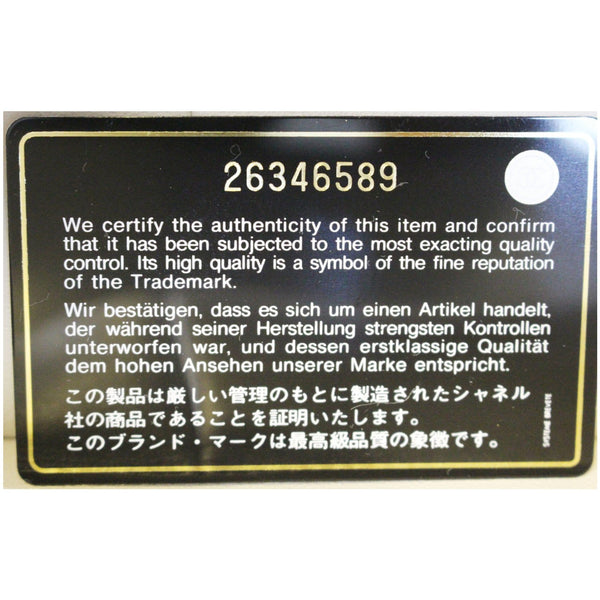 26346589
We certify the authenticity of this item and confirm
that it has been subjected to the most exacting quality
control. Its high quality is a symbol of the fine reputation
of the Trademark.
Wir bestätigen, dass es sich um einen Artikel handelt,
der während seiner Herstellung strengsten Kontrollen
unterworfen war, und dessen erstklassige Qualität
dem hohen Ansehen unserer Marke entspricht.
この製品は厳しい管理のもとに製造されたシャネル
社の商品であることを証明いたします。
このブランド・マークは最高級品質の象徴です。